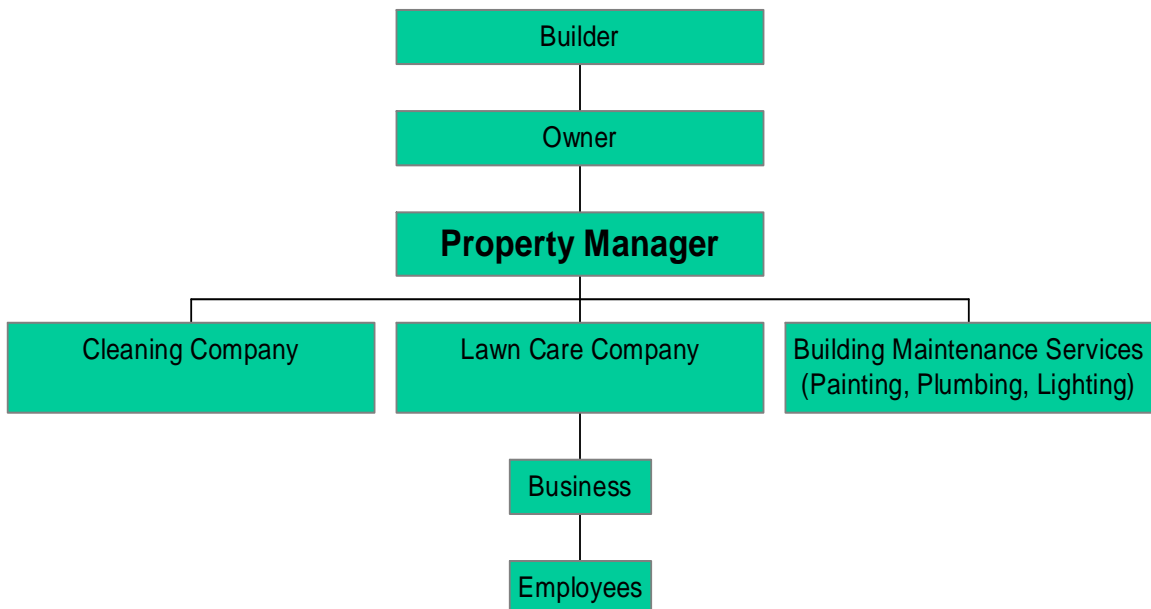 Builder
Owner
Property Manager
Cleaning Company
Lawn Care Company
Building Maintenance Services
(Painting, Plumbing, Lighting)
Business
Employees